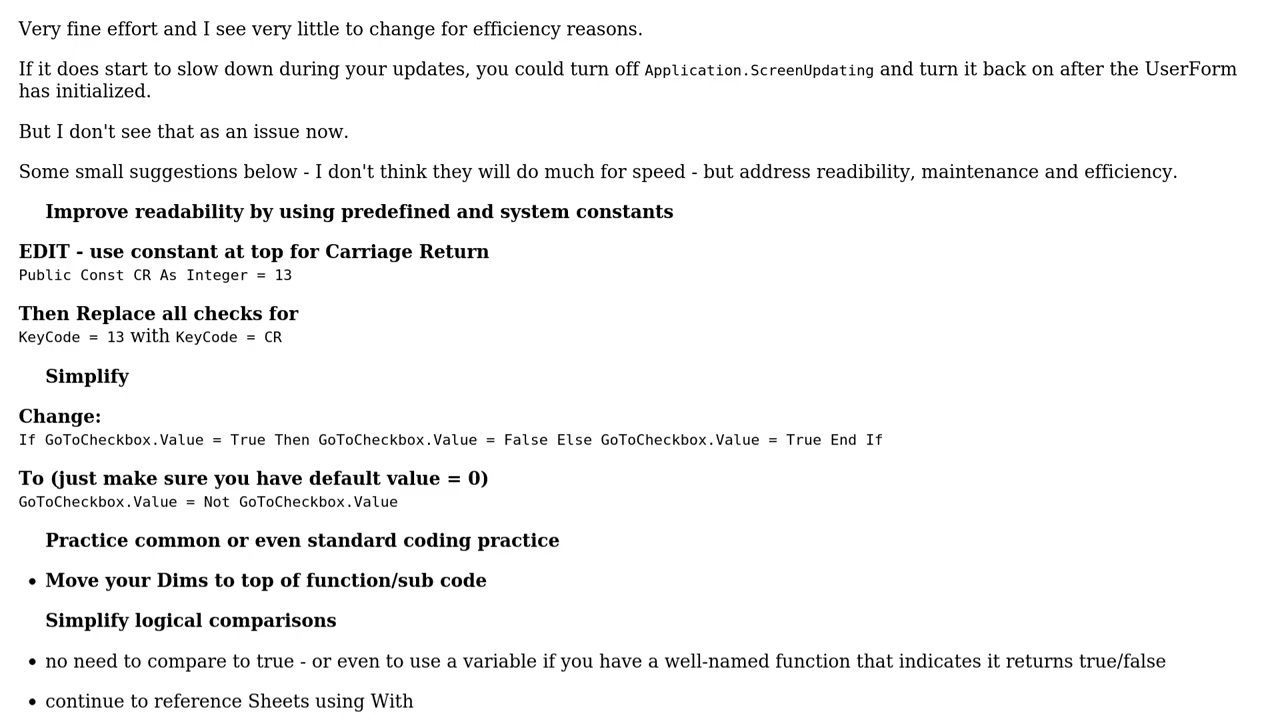 Very fine effort and I see very little to change for efficiency reasons.
If it does start to slow down during your updates, you could turn off Application.ScreenUpdating and turn it back on after the UserForm
has initialized.
But I don't see that as an issue now.
Some small suggestions below - I don't think they will do much for speed - but address readibility, maintenance and efficiency.
Improve readability by using predefined and system constants
EDIT - use constant at top for Carriage Return
Public Const CR As Integer = 13
Then Replace all checks for
KeyCode = 13 with KeyCode = CR
Simplify
Change:
If GoToCheckbox.Value = True Then GoToCheckbox.Value = False Else GoToCheckbox.Value = True End If
To (just make sure you have default value = 0)
GoToCheckbox.Value = Not GoToCheckbox.Value
Practice common or even standard coding practice
• Move your Dims to top of function/sub code
Simplify logical comparisons
• no need to compare to true - or even to use a variable if you have a well-named function that indicates it returns true/false
• continue to reference Sheets using With